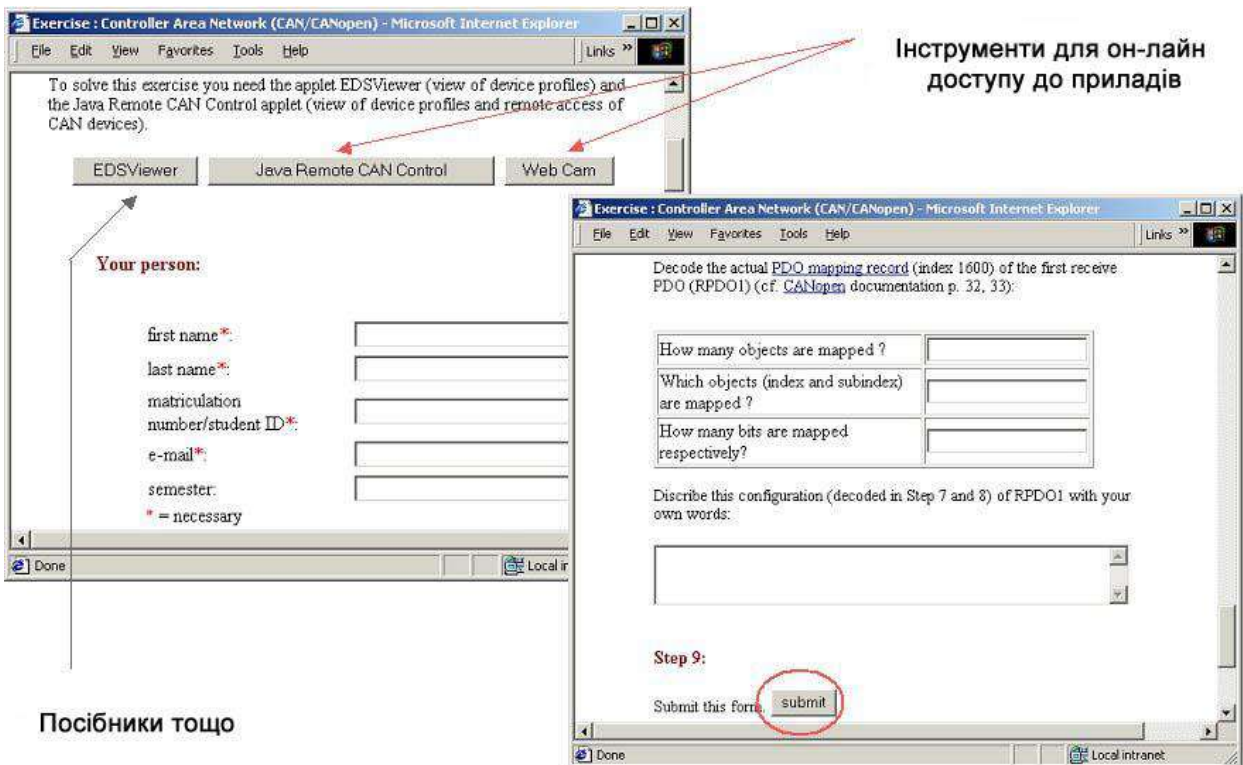 Exercise : Controller Area Network (CAN/CANopen) - Microsoft Internet Explorer
File Edit View Favorites Tools Help
Links »
To solve this exercise you need the applet EDSViewer (view of device profiles) and
the Java Remote CAN Control applet (view of device profiles and remote access of
CAN devices).
EDSViewer Java Remote CAN Control Web Cam
Your person:
first name*:
last name*:
matriculation
number/student ID*:
e-mail*:
semester:
* = necessary
Done
Local
Інструменти для он-лайн
доступу до приладів
Посібники тощо
Exercise : Controller Area Network (CAN/CANopen) - Microsoft Internet Explorer
File Edit View Favorites Tools Help
Links »
Decode the actual PDO mapping record (index 1600) of the first receive
PDO (RPDO1) (cf. CANopen documentation p. 32, 33):
How many objects are mapped ?
Which objects (index and subindex)
are mapped ?
How many bits are mapped
respectively?
Discribe this configuration (decoded in Step 7 and 8) of RPDO1 with your
own words:
Step 9:
Submit this form. submit
Done
Local intranet